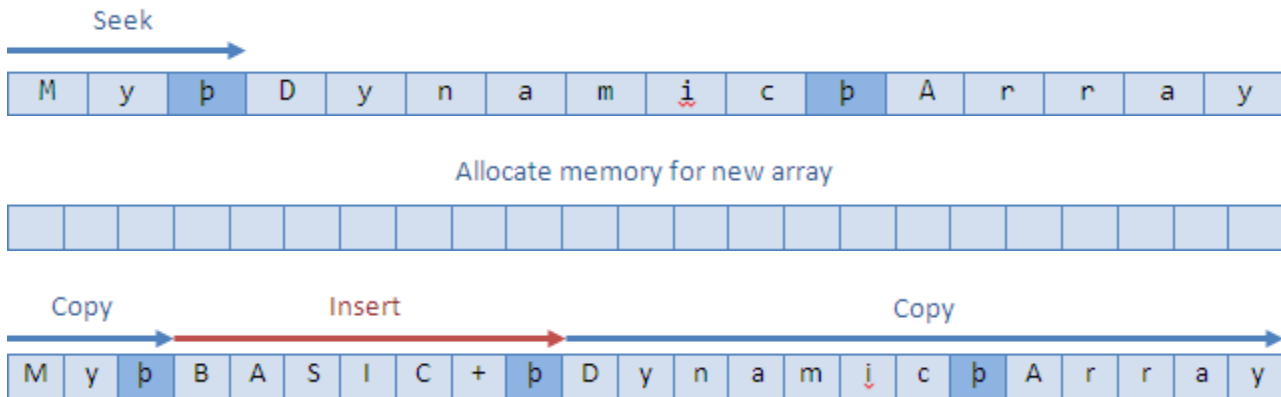 Seek
M y þ D y n a m i c þ A r r a y
Allocate memory for new array
Copy Insert Copy
M y þ B A S I C + þ D y n a m i c þ A r r a y